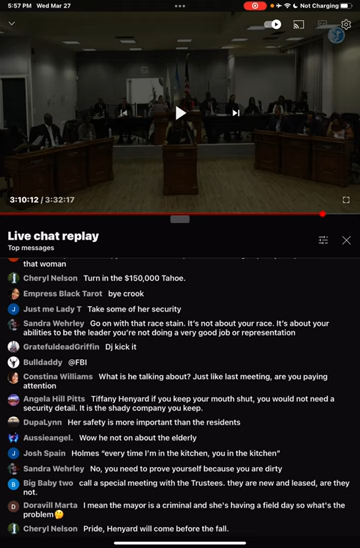 5:57 PM Wed Mar 27
Not Charging
3:10:12 / 3:32:17
Live chat replay
Top messages
that woman
Cheryl Nelson Turn in the $150,000 Tahoe.
Empress Black Tarot bye crook
J Just me Lady T Take some of her security
Sandra Wehrley Go on with that race stain. It's not about your race. It's about your
abilities to be the leader you're not doing a very good job or representation
GratefuldeadGriffin Dj kick it
Bulldaddy @FBI
Constina Williams What is he talking about? Just like last meeting, are you paying
attention
Angela Hill Pitts Tiffany Henyard if you keep your mouth shut, you would not need a
security detail. It is the shady company you keep.
DupaLynn Her safety is more important than the residents
Aussieangel. Wow he not on about the elderly
J Josh Spain Holmes “every time I'm in the kitchen, you in the kitchen”
Sandra Wehrley No, you need to prove yourself because you are dirty
B Big Baby two call a special meeting with the Trustees. they are new and leased, are they
not.
D Doravill Marta I mean the mayor is a criminal and she's having a field day so what's the
problem🤔
Cheryl Nelson Pride, Henyard will come before the fall.